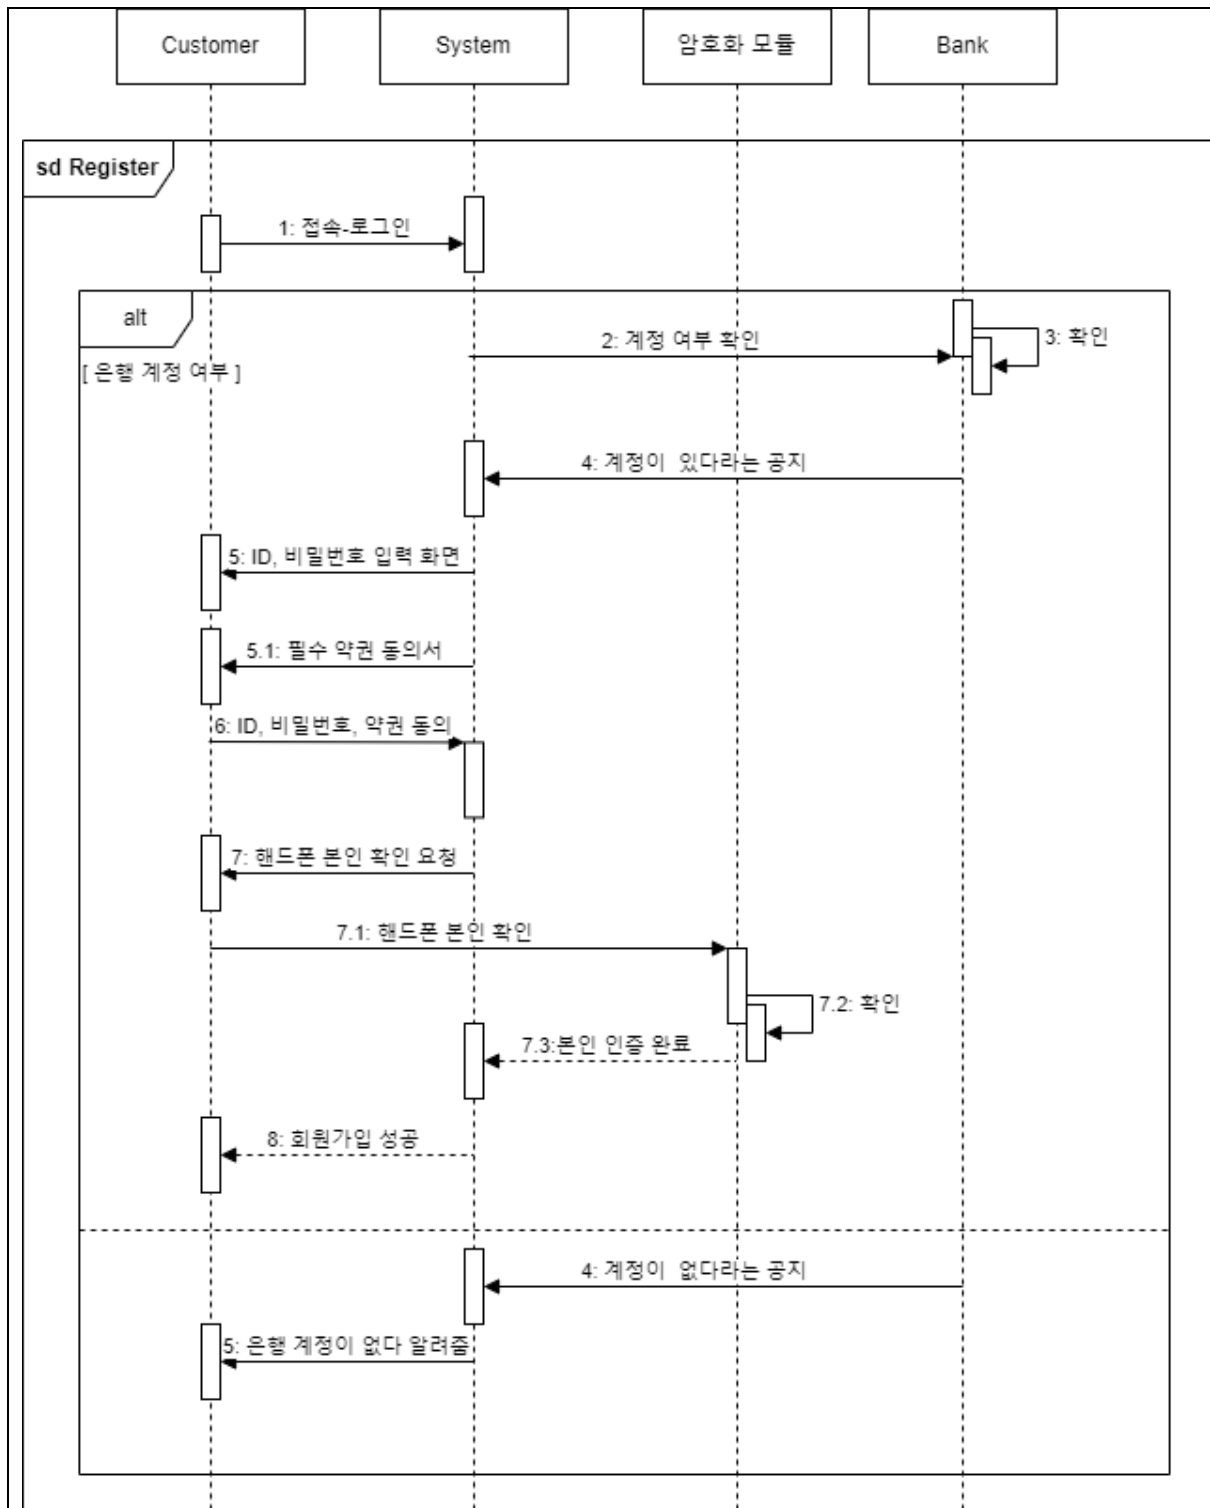 Customer
System
암호화 모듈
Bank
sd Register
1: 접속-로그인
alt
[ 은행 계정 여부 ]
2: 계정 여부 확인
3: 확인
4: 계정이  있다라는 공지
5: ID, 비밀번호 입력 화면
5.1: 필수 약권 동의서
6: ID, 비밀번호, 약권 동의
7: 핸드폰 본인 확인 요청
7.1: 핸드폰 본인 확인
7.2: 확인
7.3:본인 인증 완료
8: 회원가입 성공
4: 계정이  없다라는 공지
5: 은행 계정이 없다 알려줌